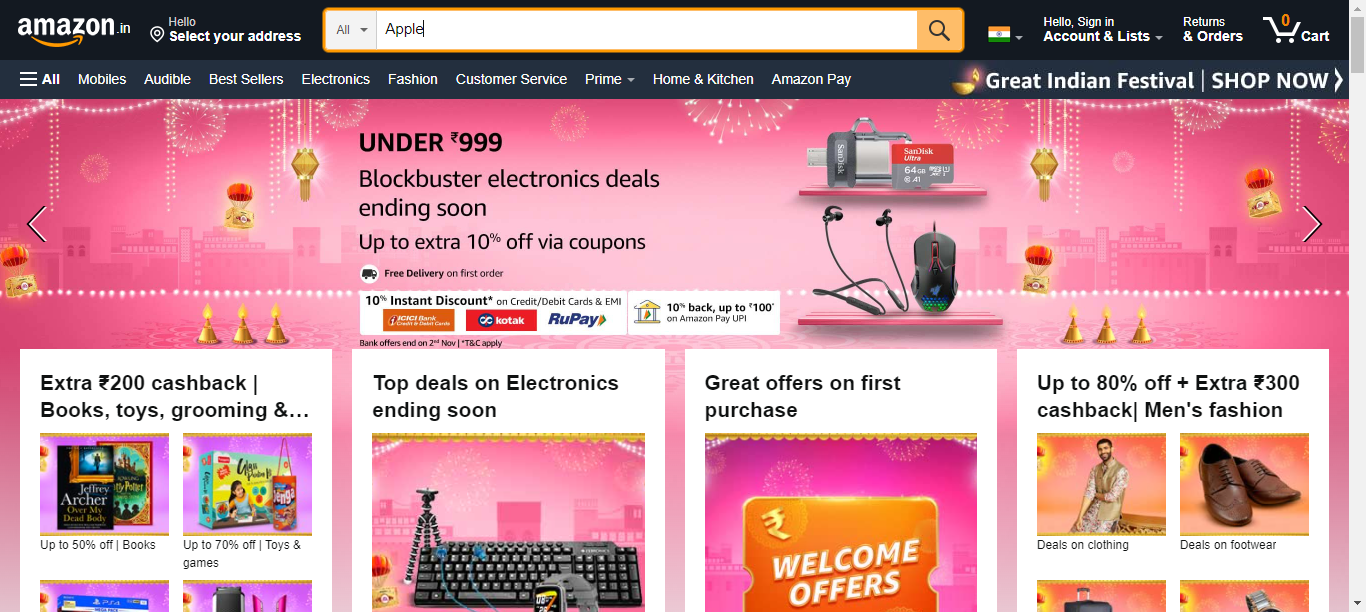 amazon.in
Hello
Select your address
All
Apple
Hello, Sign in
Account & Lists
Returns
& Orders
0
Cart
All Mobiles Audible Best Sellers Electronics Fashion Customer Service Prime Home & Kitchen Amazon Pay
Great Indian Festival | SHOP NOW
UNDER ₹999
Blockbuster electronics deals
ending soon
Up to extra 10% off via coupons
Free Delivery on first order
10% Instant Discount* on Credit/Debit Cards & EMI
ICICI Bank
Credit & Debit Cards
kotak
RuPay
10% back, up to ₹100*
on Amazon Pay UPI
Bank offers end on 2nd Nov | *T&C apply
SanDisk
SanDisk
Ultra
64GB
A1
Extra ₹200 cashback |
Books, toys, grooming &...
Jeffrey
Archer
Over My
Dead Body
Up to 50% off | Books
Glass
Jenga
Up to 70% off | Toys &
games
PS4
Top deals on Electronics
ending soon
Great offers on first
purchase
₹
WELCOME
OFFERS
Up to 80% off + Extra ₹300
cashback| Men's fashion
Deals on clothing
Deals on footwear